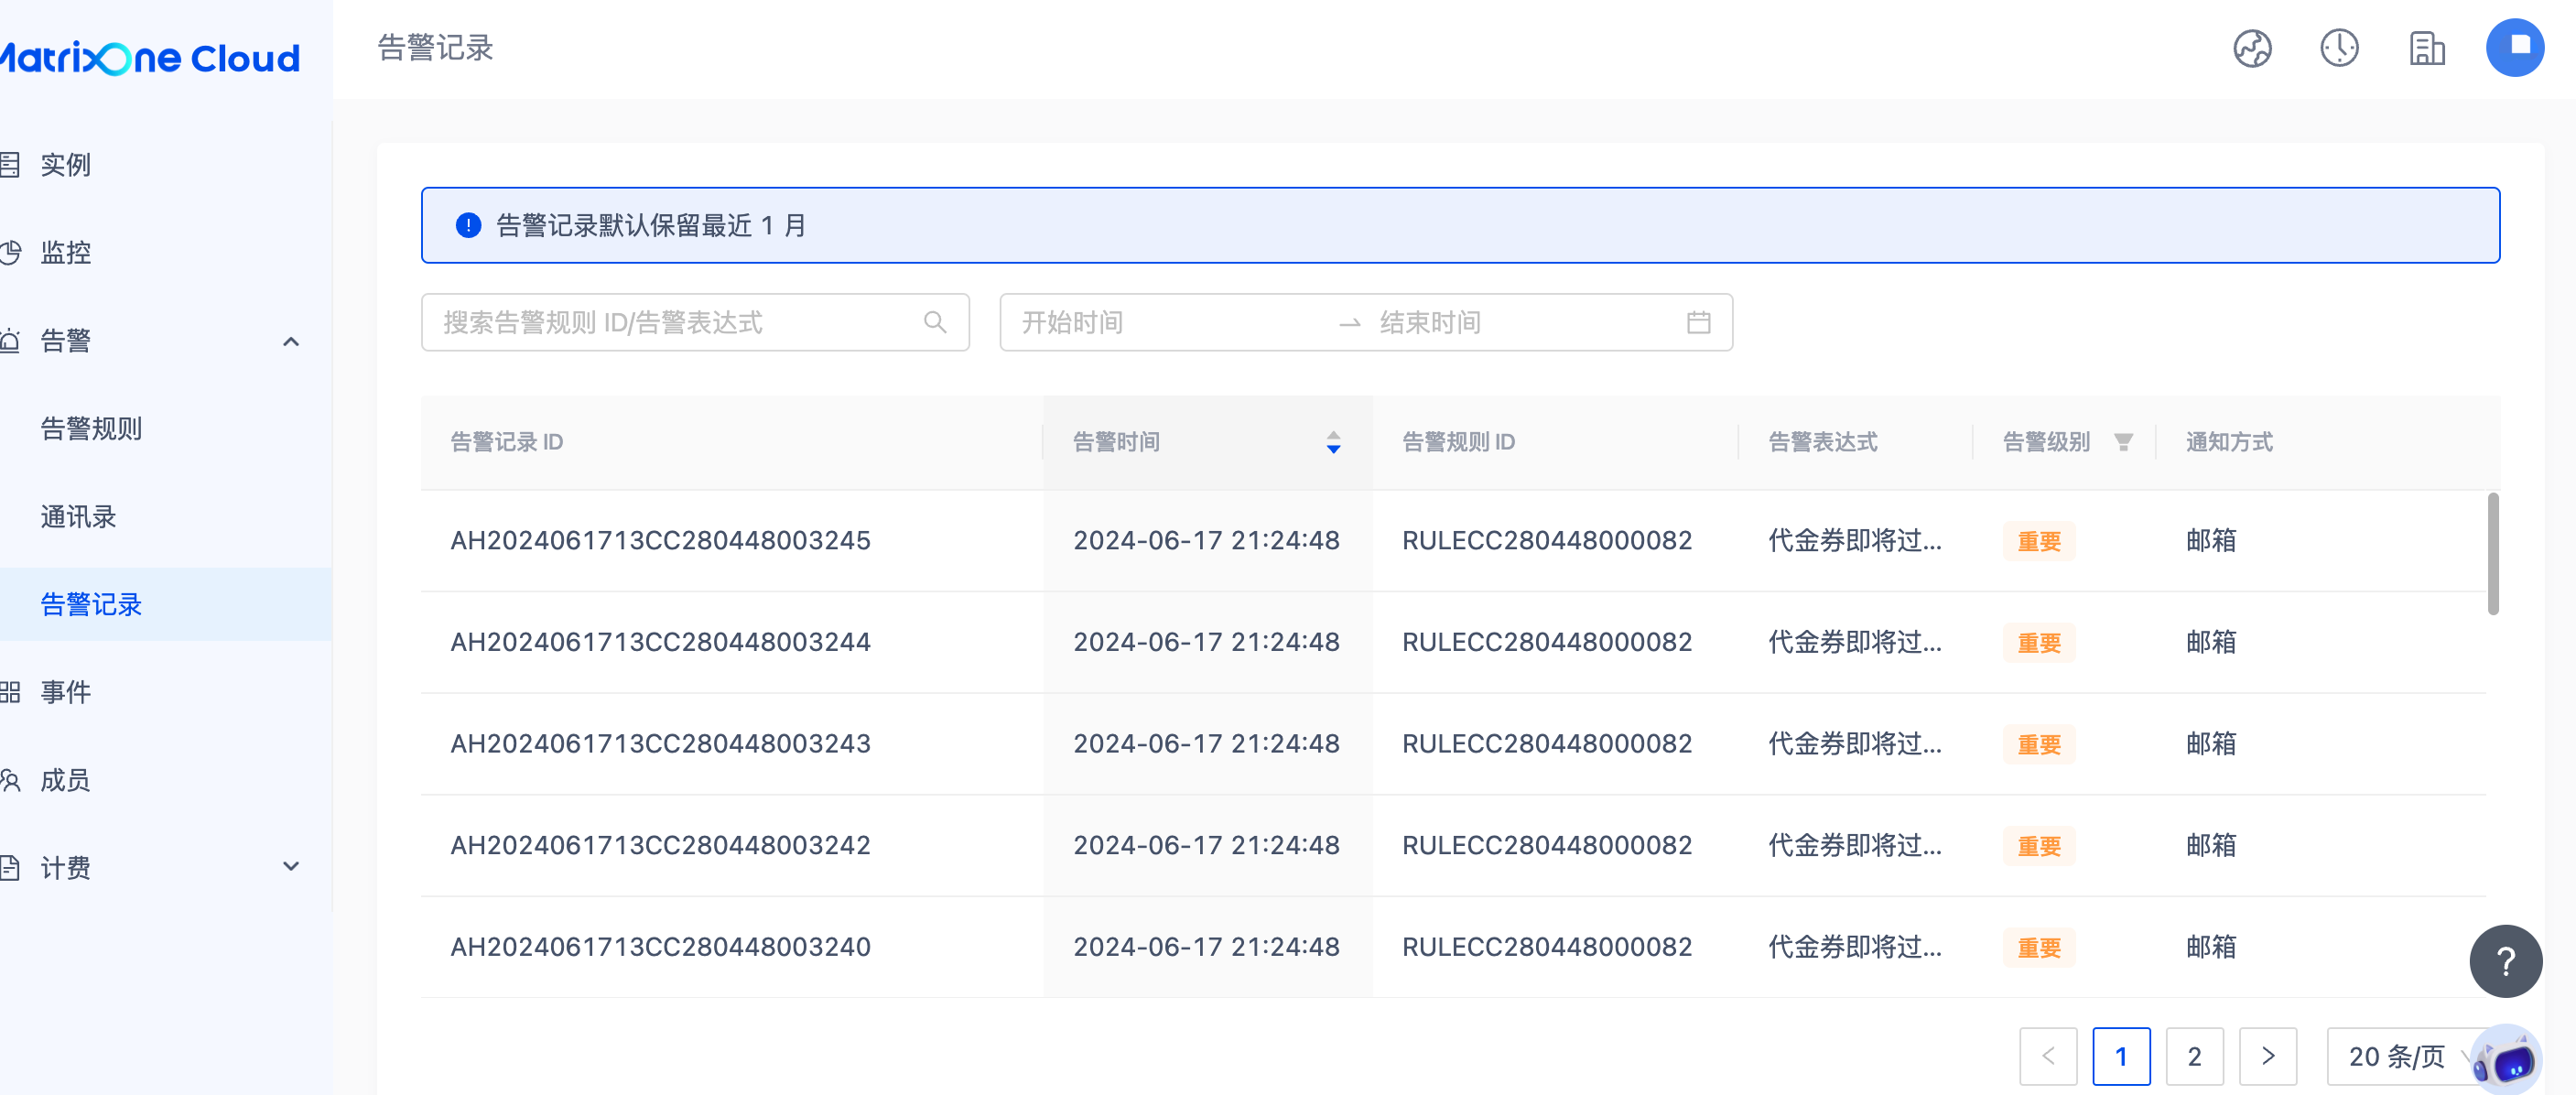 MatrixOne Cloud
告警记录
实例
监控
告警
告警规则
通讯录
告警记录
事件
成员
计费
告警记录默认保留最近 1 月
搜索告警规则 ID/告警表达式
开始时间 → 结束时间
告警记录 ID 告警时间 告警规则 ID 告警表达式 告警级别 通知方式
AH2024061713CC280448003245 2024-06-17 21:24:48 RULECC280448000082 代金券即将过... 重要 邮箱
AH2024061713CC280448003244 2024-06-17 21:24:48 RULECC280448000082 代金券即将过... 重要 邮箱
AH2024061713CC280448003243 2024-06-17 21:24:48 RULECC280448000082 代金券即将过... 重要 邮箱
AH2024061713CC280448003242 2024-06-17 21:24:48 RULECC280448000082 代金券即将过... 重要 邮箱
AH2024061713CC280448003240 2024-06-17 21:24:48 RULECC280448000082 代金券即将过... 重要 邮箱
?
< 1 2 > 20 条/页